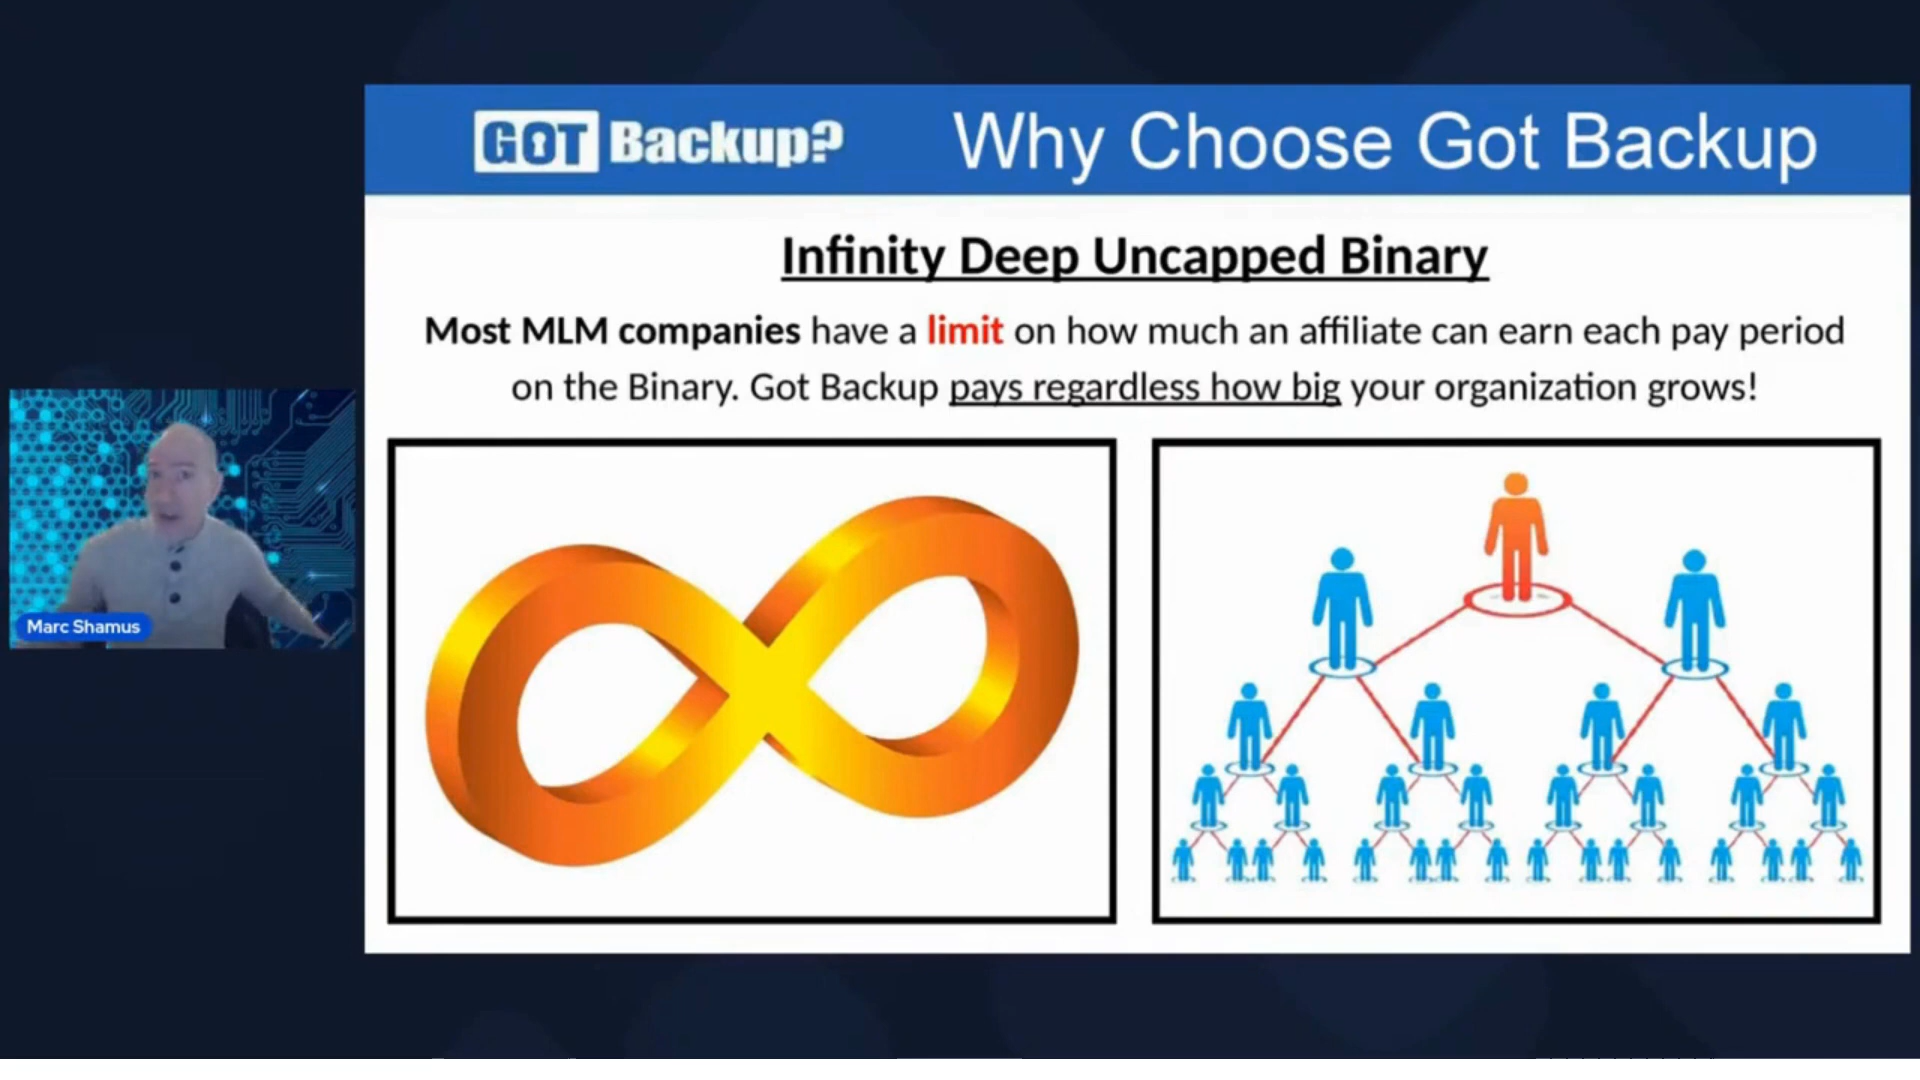 GOT Backup?
Why Choose Got Backup
Infinity Deep Uncapped Binary
Most MLM companies have a limit on how much an affiliate can earn each pay period
on the Binary. Got Backup pays regardless how big your organization grows!
Marc Shamus